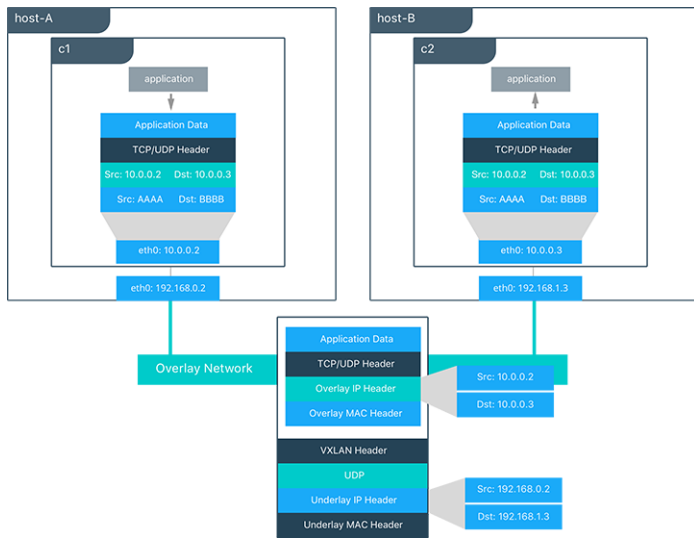 host-A
c1
application
Application Data
TCP/UDP Header
Src: 10.0.0.2 Dst: 10.0.0.3
Src: AAAA Dst: BBBB
eth0: 10.0.0.2
eth0: 192.168.0.2
host-B
c2
application
Application Data
TCP/UDP Header
Src: 10.0.0.2 Dst: 10.0.0.3
Src: AAAA Dst: BBBB
eth0: 10.0.0.3
eth0: 192.168.1.3
Overlay Network
Application Data
TCP/UDP Header
Overlay IP Header
Overlay MAC Header
Src: 10.0.0.2
Dst: 10.0.0.3
VXLAN Header
UDP
Underlay IP Header
Underlay MAC Header
Src: 192.168.0.2
Dst: 192.168.1.3